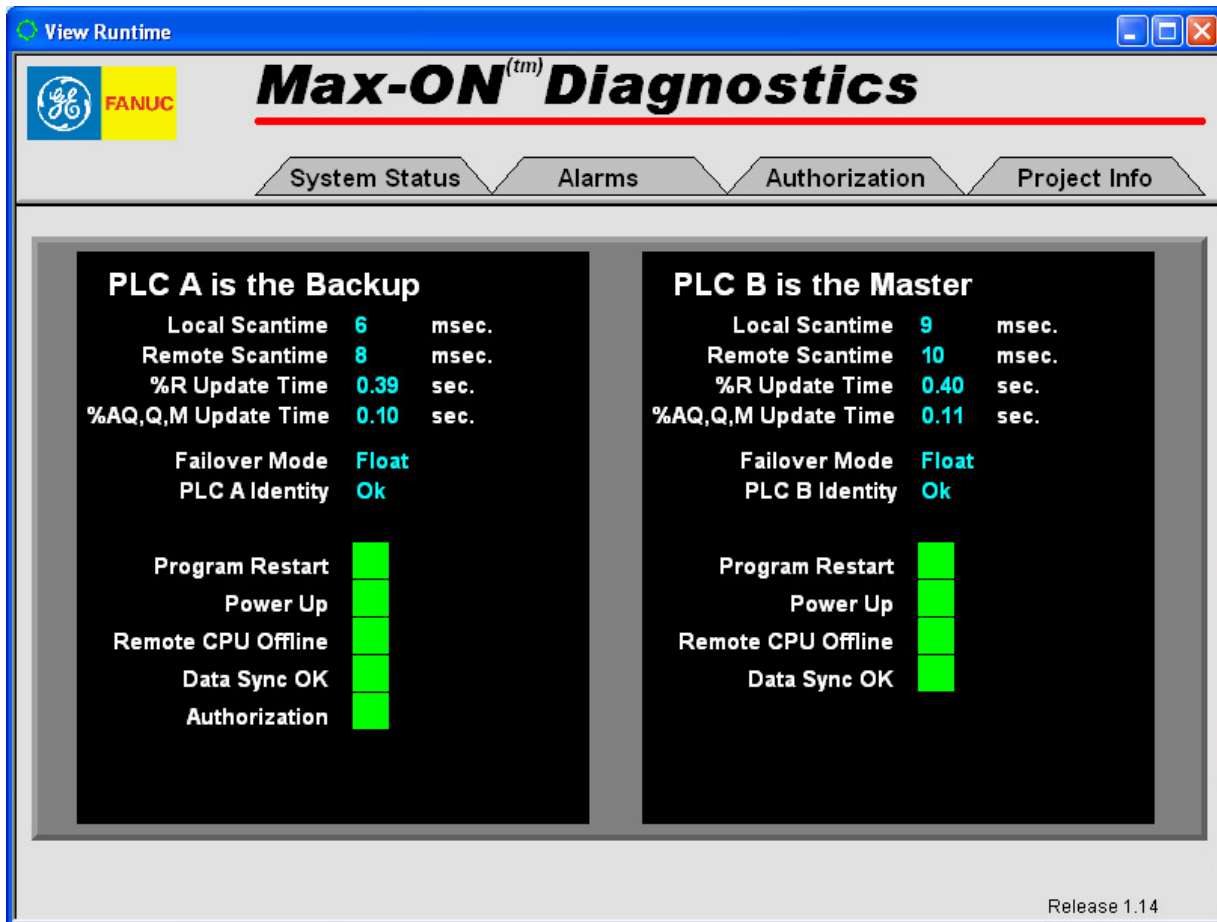 View Runtime
GE FANUC
Max-ON(tm) Diagnostics
System Status Alarms Authorization Project Info
PLC A is the Backup
Local Scantime 6 msec.
Remote Scantime 8 msec.
%R Update Time 0.39 sec.
%AQ,Q,M Update Time 0.10 sec.
Failover Mode Float
PLC A Identity Ok
Program Restart
Power Up
Remote CPU Offline
Data Sync OK
Authorization
PLC B is the Master
Local Scantime 9 msec.
Remote Scantime 10 msec.
%R Update Time 0.40 sec.
%AQ,Q,M Update Time 0.11 sec.
Failover Mode Float
PLC B Identity Ok
Program Restart
Power Up
Remote CPU Offline
Data Sync OK
Release 1.14